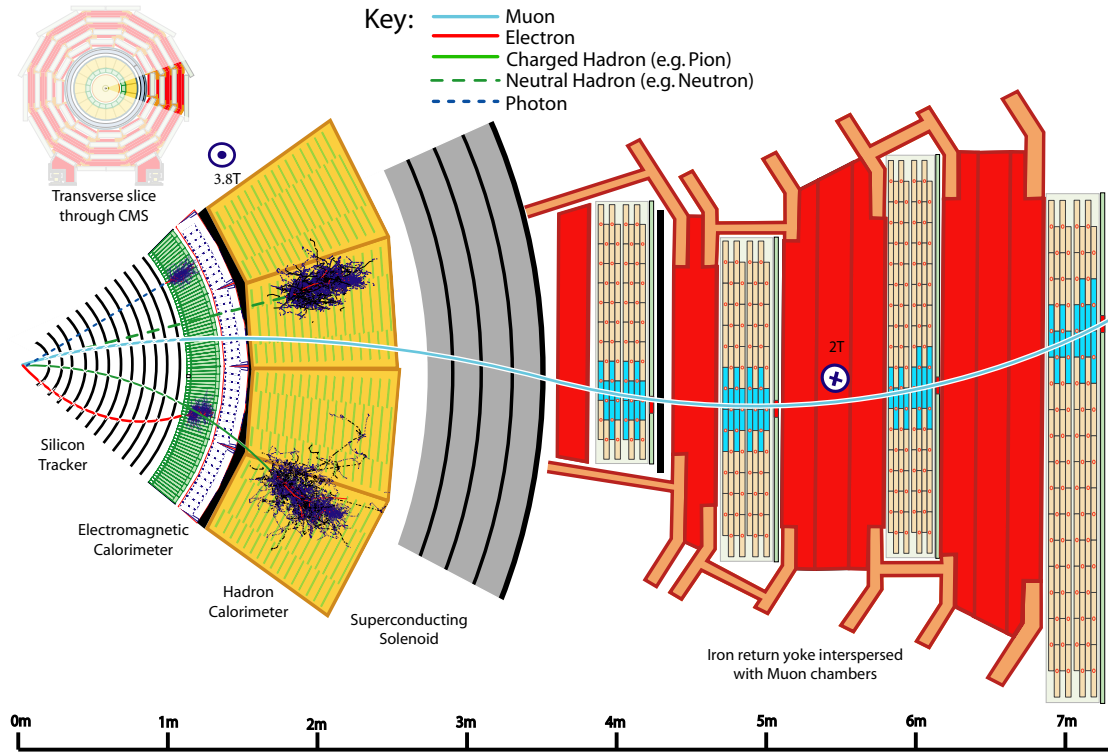 Key:
Muon
Electron
Charged Hadron (e.g. Pion)
Neutral Hadron (e.g. Neutron)
Photon
Transverse slice
through CMS
3.8T
2T
Silicon
Tracker
Electromagnetic
Calorimeter
Hadron
Calorimeter
Superconducting
Solenoid
Iron return yoke interspersed
with Muon chambers
0m 1m 2m 3m 4m 5m 6m 7m